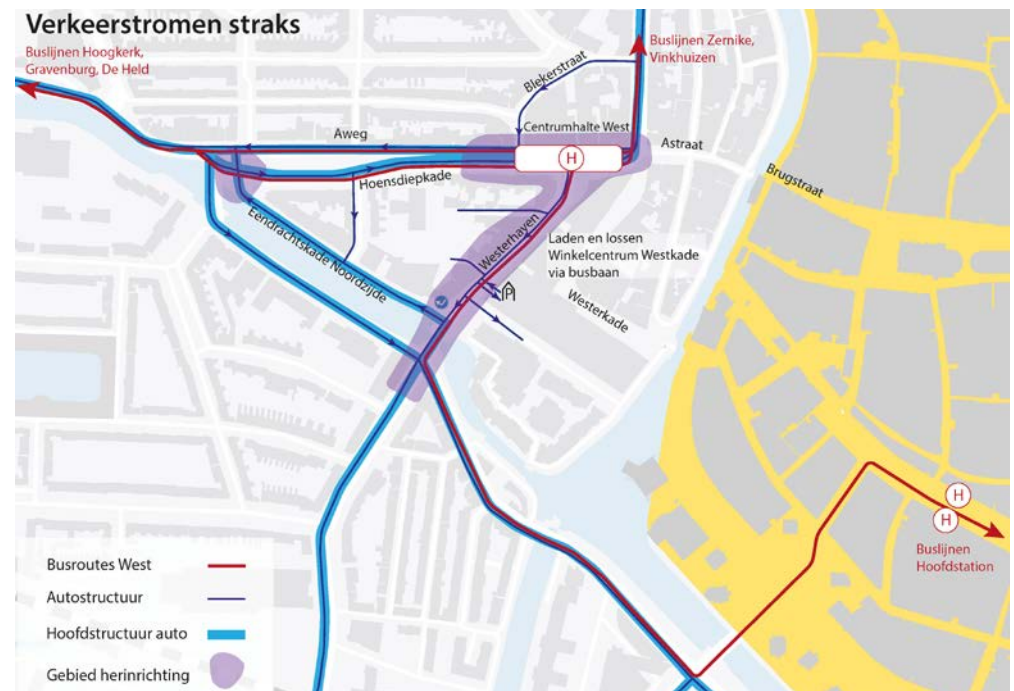 Verkeerstromen straks
Buslijnen Hoogkerk,
Gravenburg, De Held
Buslijnen Zernike,
Vinkhuizen
Blekerstraat
Centrumhalte West
Aweg
Astraat
H
Hoensdiepkade
Brugstraat
Eendrachtskade Noordzijde
Westerhaven
Laden en lossen
Winkelcentrum Westkade
via busbaan
P
Westerkade
H
H
Buslijnen
Hoofdstation
Busroutes West
Autostructuur
Hoofdstructuur auto
Gebied herinrichting